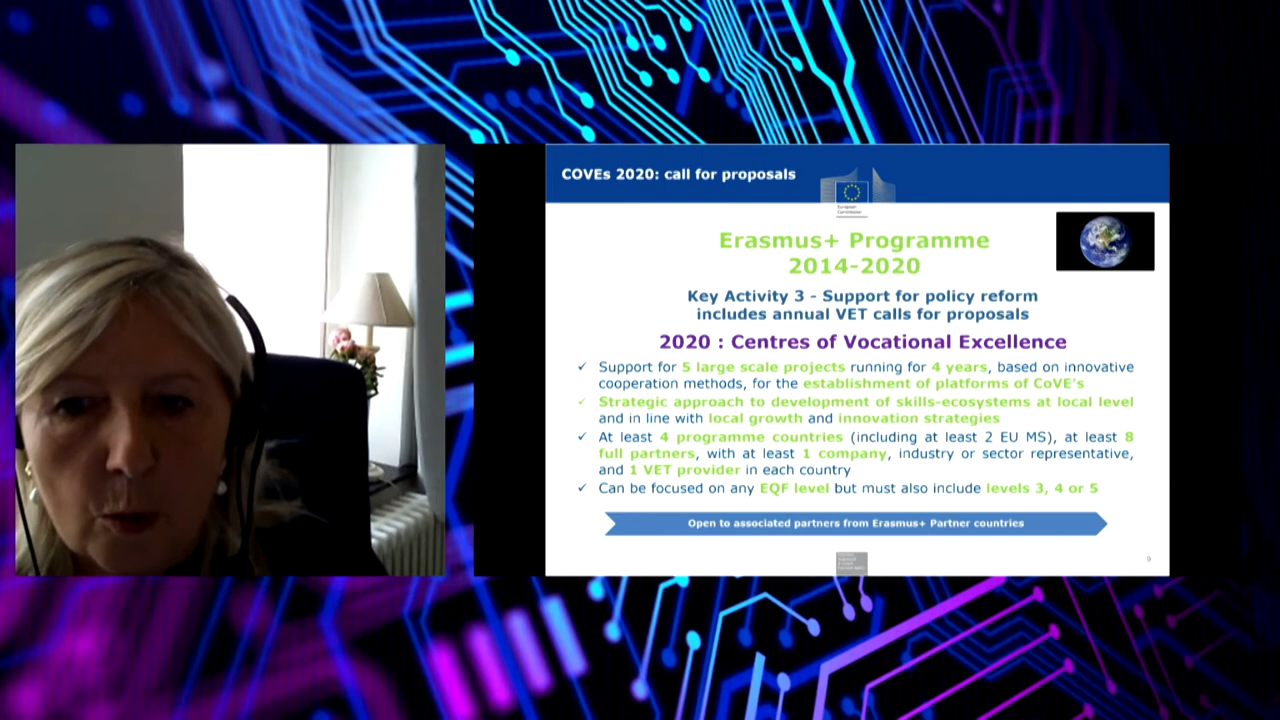 COVEs 2020: call for proposals
European
Commission
Erasmus+ Programme
2014-2020
Key Activity 3 - Support for policy reform
includes annual VET calls for proposals
2020 : Centres of Vocational Excellence
✓ Support for 5 large scale projects running for 4 years, based on innovative
cooperation methods, for the establishment of platforms of CoVE's
✓ Strategic approach to development of skills-ecosystems at local level
and in line with local growth and innovation strategies
✓ At least 4 programme countries (including at least 2 EU MS), at least 8
full partners, with at least 1 company, industry or sector representative,
and 1 VET provider in each country
✓ Can be focused on any EQF level but must also include levels 3, 4 or 5
Open to associated partners from Erasmus+ Partner countries
9